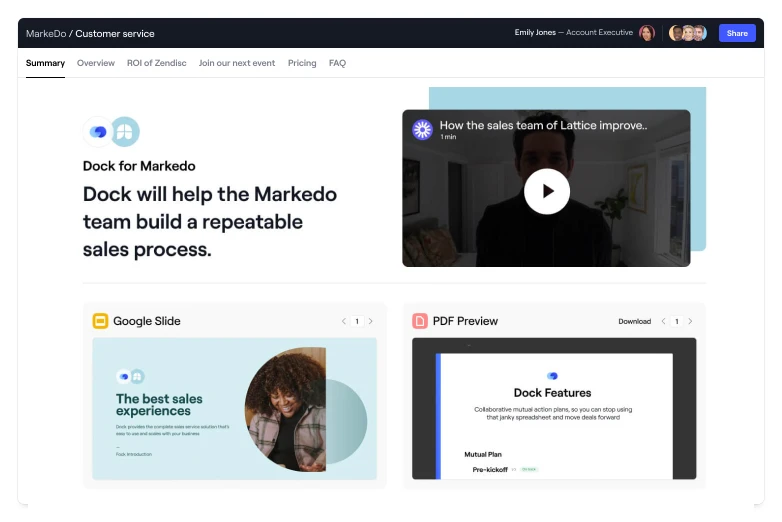 MarkeDo / Customer service
Emily Jones — Account Executive
Share
Summary
Overview
ROI of Zendisc
Join our next event
Pricing
FAQ
How the sales team of Lattice improve..
1 min
Dock for Markedo
Dock will help the Markedo
team build a repeatable
sales process.
Google Slide
1
PDF Preview
Download
1
The best sales
experiences
Dock provides the complete sales service solution that's
easy to use and scales with your business
Dock Features
Collaborative mutual action plans, so you can stop using
that janky spreadsheet and move deals forward
Mutual Plan
Pre-kickoff